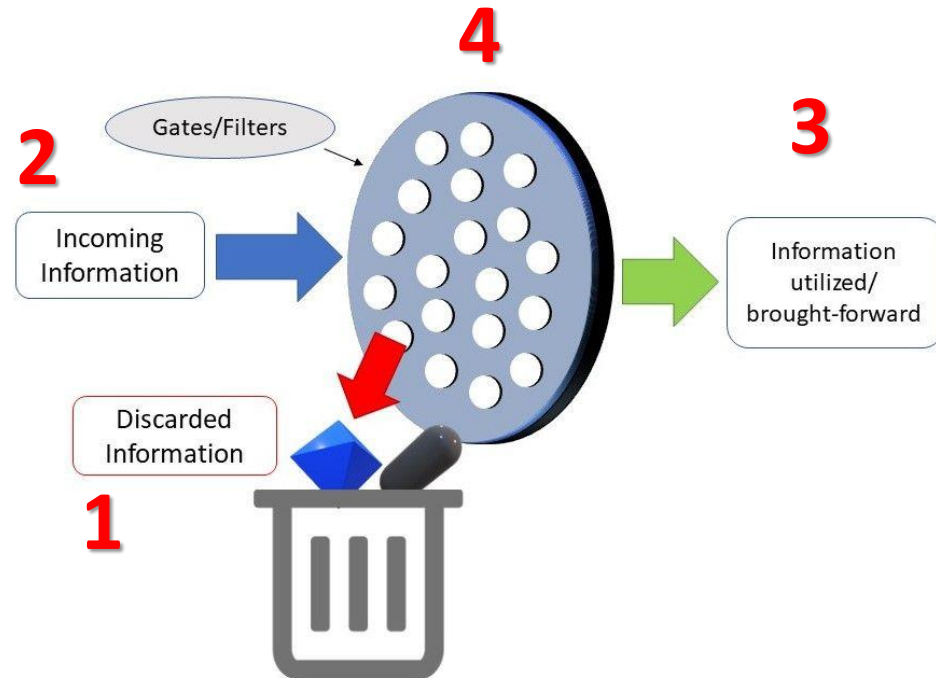 4
Gates/Filters
3
2
Incoming
Information
Information
utilized/
brought-forward
Discarded
Information
1